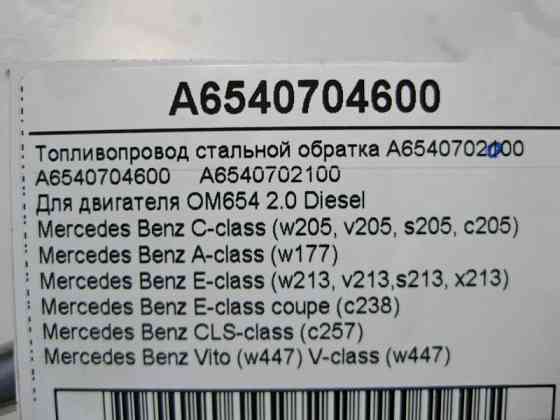 A6540704600
Топливопровод стальной обратка A6540702100
A6540704600 A6540702100
Для двигателя OM654 2.0 Diesel
Mercedes Benz C-class (w205, v205, s205, c205)
Mercedes Benz A-class (w177)
Mercedes Benz E-class (w213, v213,s213, x213)
Mercedes Benz E-class coupe (c238)
Mercedes Benz CLS-class (c257)
Mercedes Benz Vito (w447) V-class (w447)